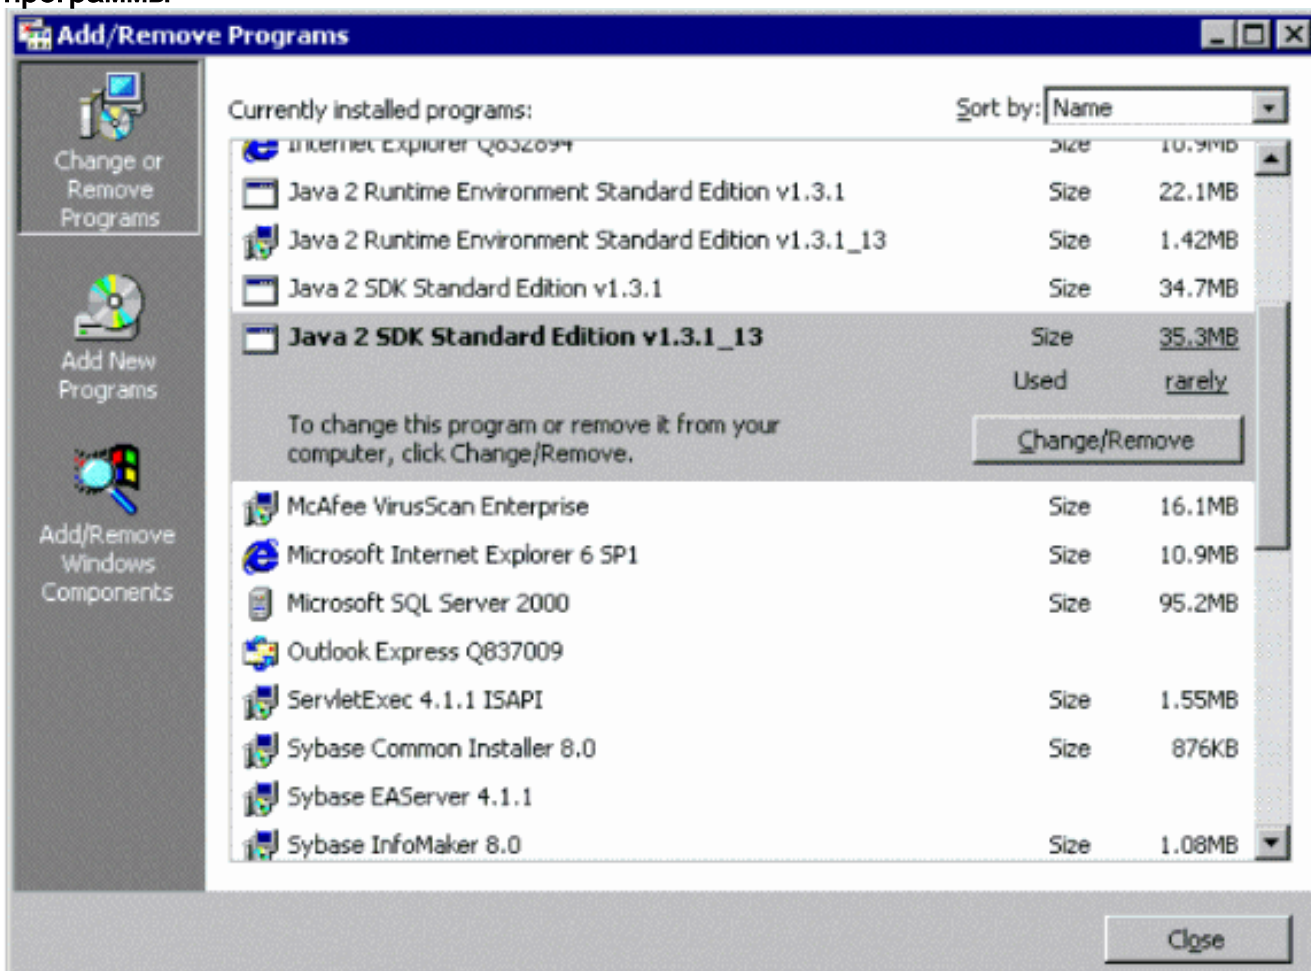 программы
Add/Remove Programs
Change or
Remove
Programs
Add New
Programs
Add/Remove
Windows
Components
Currently installed programs:
Sort by: Name
Internet Explorer Q832894 Size 10.9MB
Java 2 Runtime Environment Standard Edition v1.3.1 Size 22.1MB
Java 2 Runtime Environment Standard Edition v1.3.1_13 Size 1.42MB
Java 2 SDK Standard Edition v1.3.1 Size 34.7MB
Java 2 SDK Standard Edition v1.3.1_13 Size 35.3MB
Used rarely
To change this program or remove it from your
computer, click Change/Remove.
Change/Remove
McAfee VirusScan Enterprise Size 16.1MB
Microsoft Internet Explorer 6 SP1 Size 10.9MB
Microsoft SQL Server 2000 Size 95.2MB
Outlook Express Q837009
ServletExec 4.1.1 ISAPI Size 1.55MB
Sybase Common Installer 8.0 Size 876KB
Sybase EAServer 4.1.1
Sybase InfoMaker 8.0 Size 1.08MB
Close